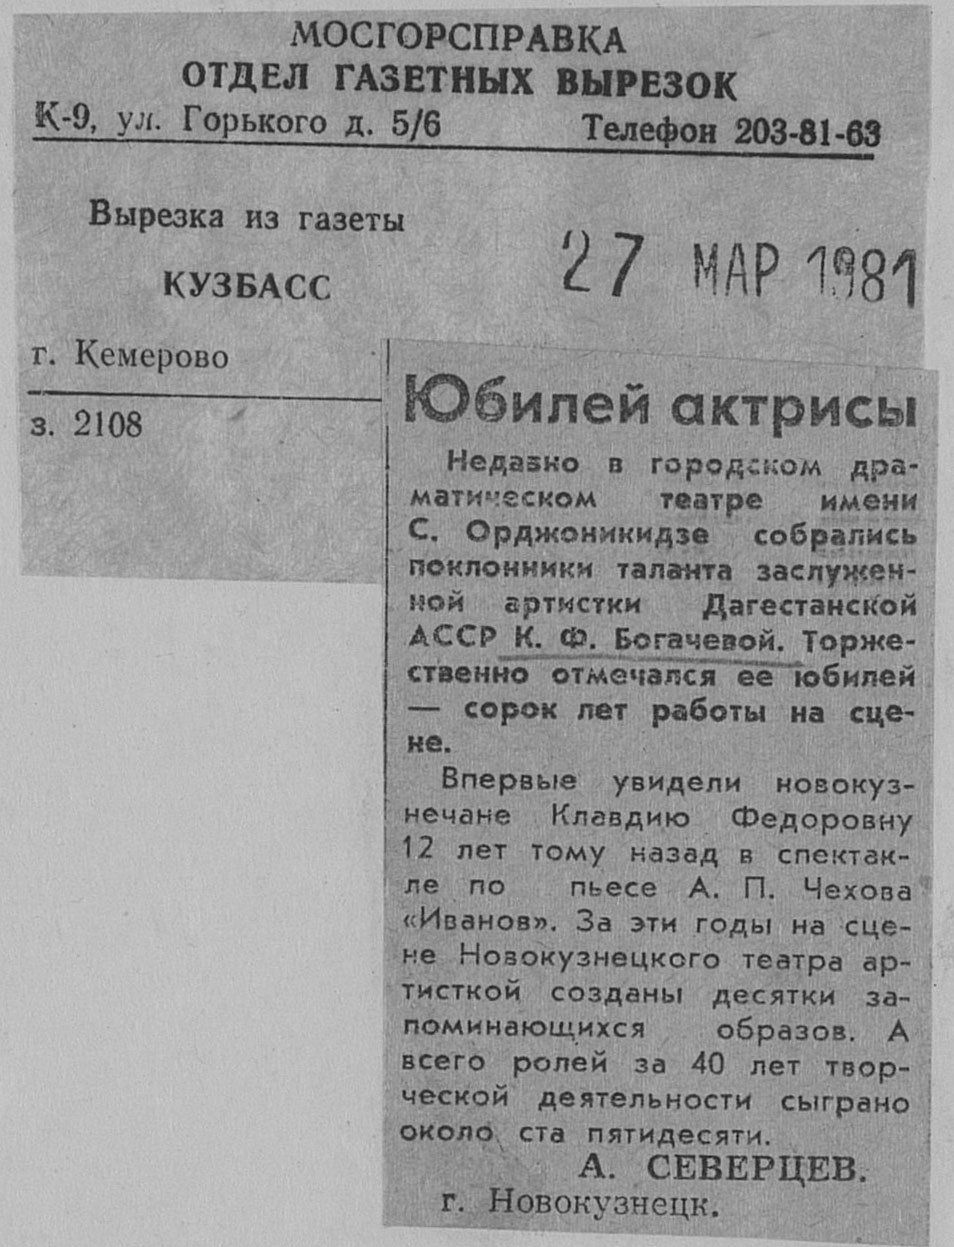 МОСГОРСПРАВКА
ОТДЕЛ ГАЗЕТНЫХ ВЫРЕЗОК
К-9, ул. Горького д. 5/6 Телефон 203-81-63
Вырезка из газеты
КУЗБАСС
27 МАР 1981
г. Кемерово
з. 2108
Юбилей актрисы
Недавно в городском дра-
матическом театре имени
С. Орджоникидзе собрались
поклонники таланта заслужен-
ной артистки Дагестанской
АССР К. Ф. Богачевой. Торже-
ственно отмечался ее юбилей
— сорок лет работы на сце-
не.
Впервые увидели новокуз-
нечане Клавдию Федоровну
12 лет тому назад в спектак-
ле по пьесе А. П. Чехова
«Иванов». За эти годы на сце-
не Новокузнецкого театра ар-
тисткой созданы десятки за-
поминающихся образов. А
всего ролей за 40 лет твор-
ческой деятельности сыграно
около ста пятидесяти.
А. СЕВЕРЦЕВ.
г. Новокузнецк.